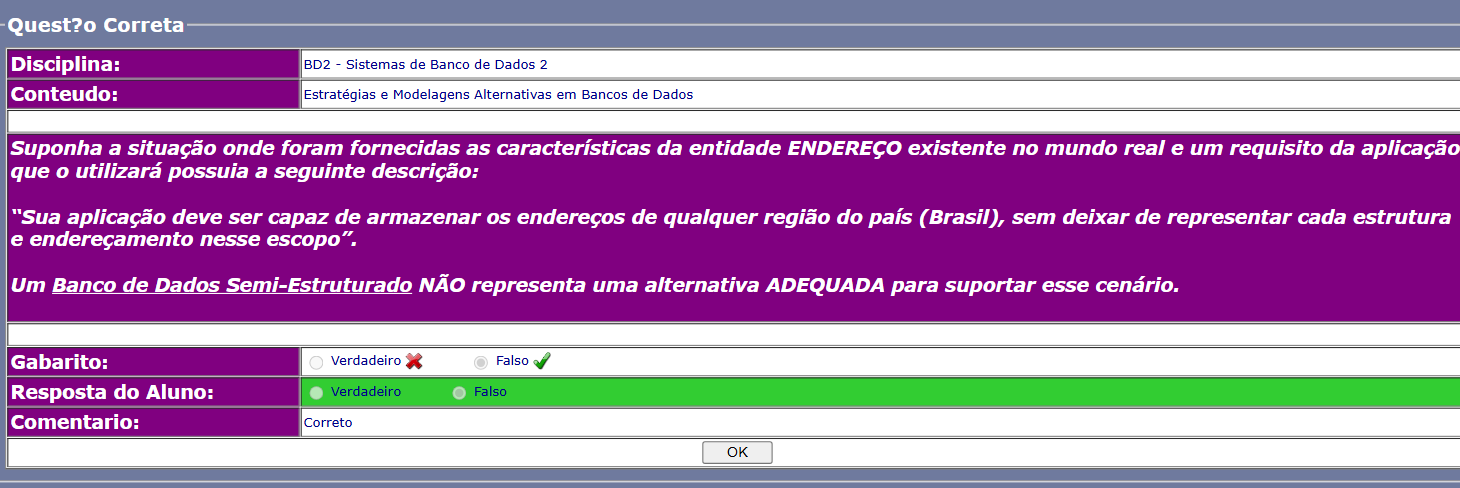 Quest?o Correta
Disciplina: BD2 - Sistemas de Banco de Dados 2
Conteudo: Estratégias e Modelagens Alternativas em Bancos de Dados
Suponha a situação onde foram fornecidas as características da entidade ENDEREÇO existente no mundo real e um requisito da aplicação
que o utilizará possuia a seguinte descrição:
“Sua aplicação deve ser capaz de armazenar os endereços de qualquer região do país (Brasil), sem deixar de representar cada estrutura
e endereçamento nesse escopo”.
Um Banco de Dados Semi-Estruturado NÃO representa uma alternativa ADEQUADA para suportar esse cenário.
Gabarito: Verdadeiro Falso
Resposta do Aluno: Verdadeiro Falso
Comentario: Correto
OK